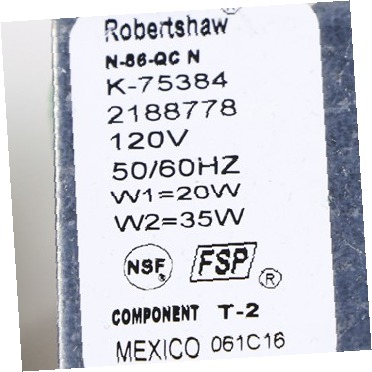 Robertshaw
N-86-QC N
K-75384
2188778
120V
50/60HZ
W1=20W
W2=35W
NSF® FSP®
COMPONENT T-2
MEXICO 061C16